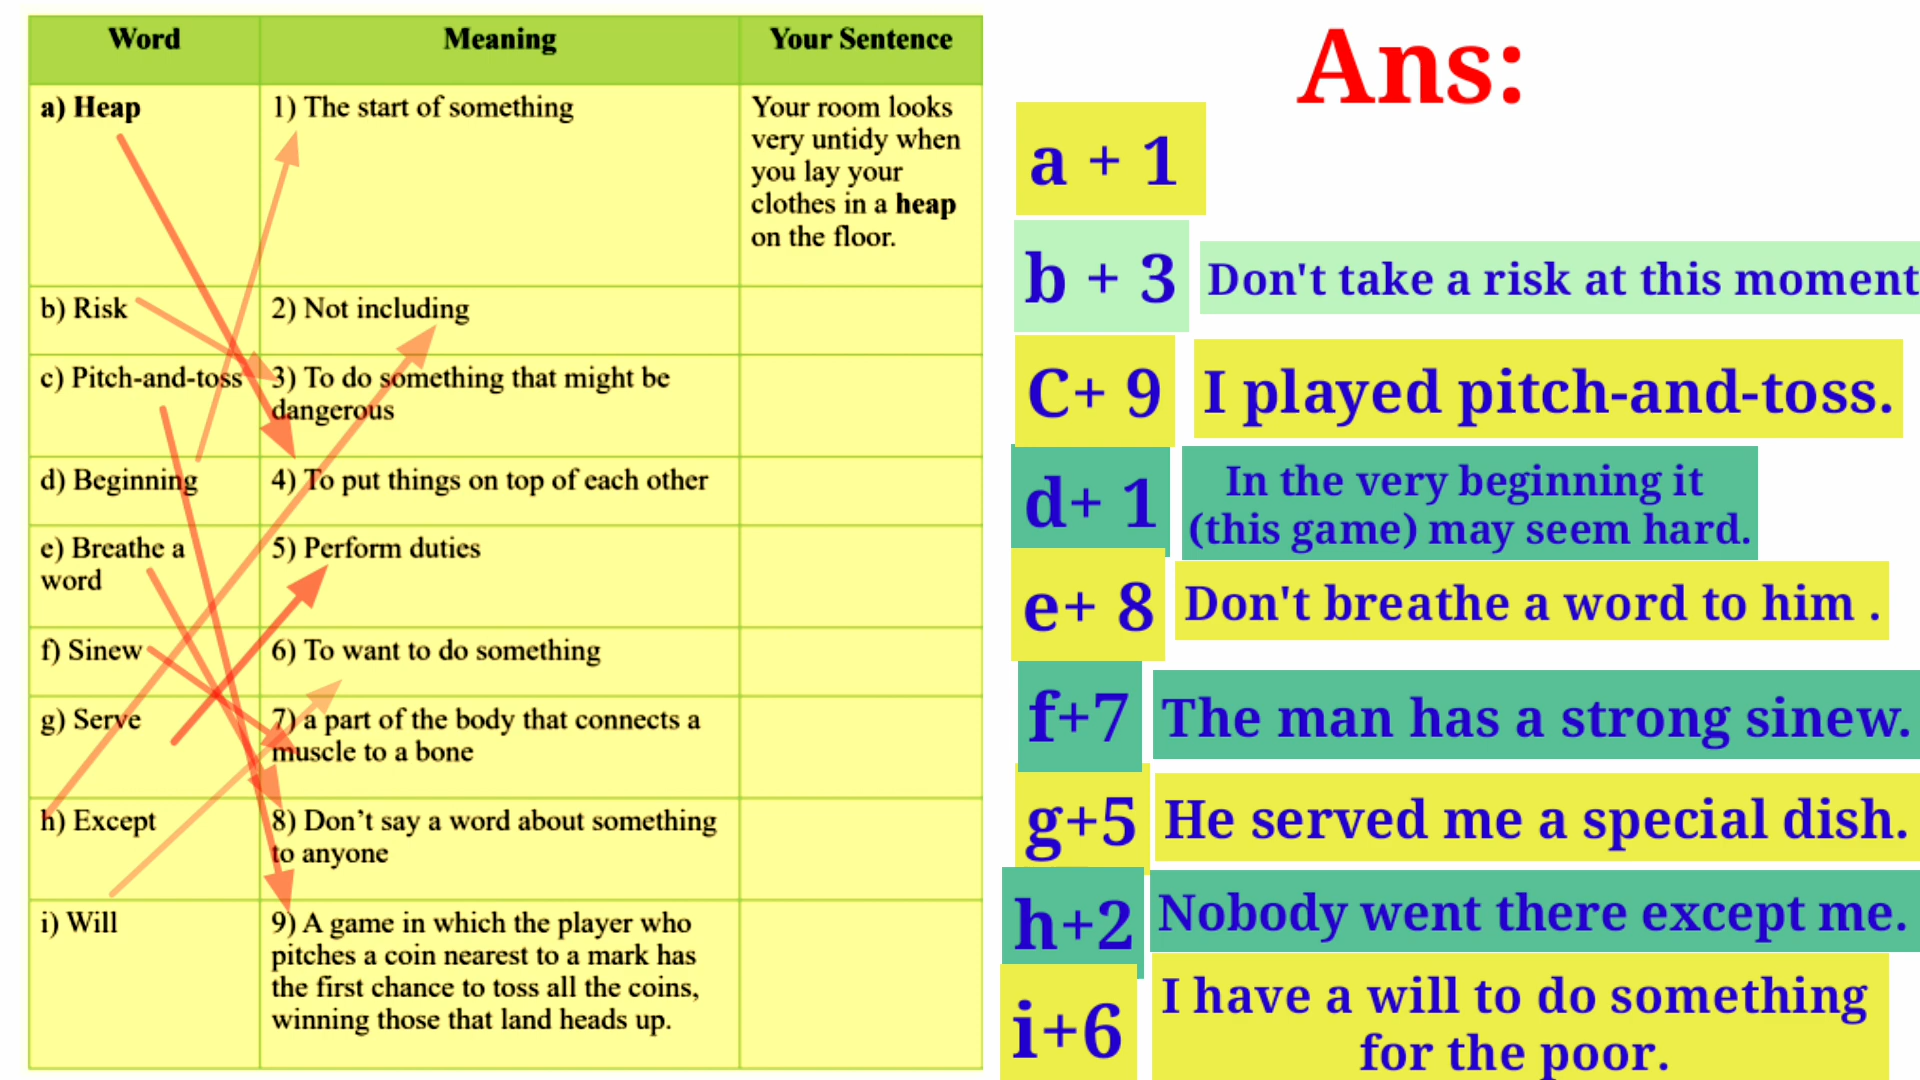 Word Meaning Your Sentence
a) Heap 1) The start of something Your room looks
very untidy when
you lay your
clothes in a heap
on the floor.
b) Risk 2) Not including
c) Pitch-and-toss 3) To do something that might be
dangerous
d) Beginning 4) To put things on top of each other
e) Breathe a 5) Perform duties
word
f) Sinew 6) To want to do something
g) Serve 7) a part of the body that connects a
muscle to a bone
h) Except 8) Don’t say a word about something
to anyone
i) Will 9) A game in which the player who
pitches a coin nearest to a mark has
the first chance to toss all the coins,
winning those that land heads up.
Ans:
a + 1
b + 3 Don't take a risk at this moment
C+ 9 I played pitch-and-toss.
d+ 1 In the very beginning it
(this game) may seem hard.
e+ 8 Don't breathe a word to him .
f+7 The man has a strong sinew.
g+5 He served me a special dish.
h+2 Nobody went there except me.
i+6 I have a will to do something
for the poor.